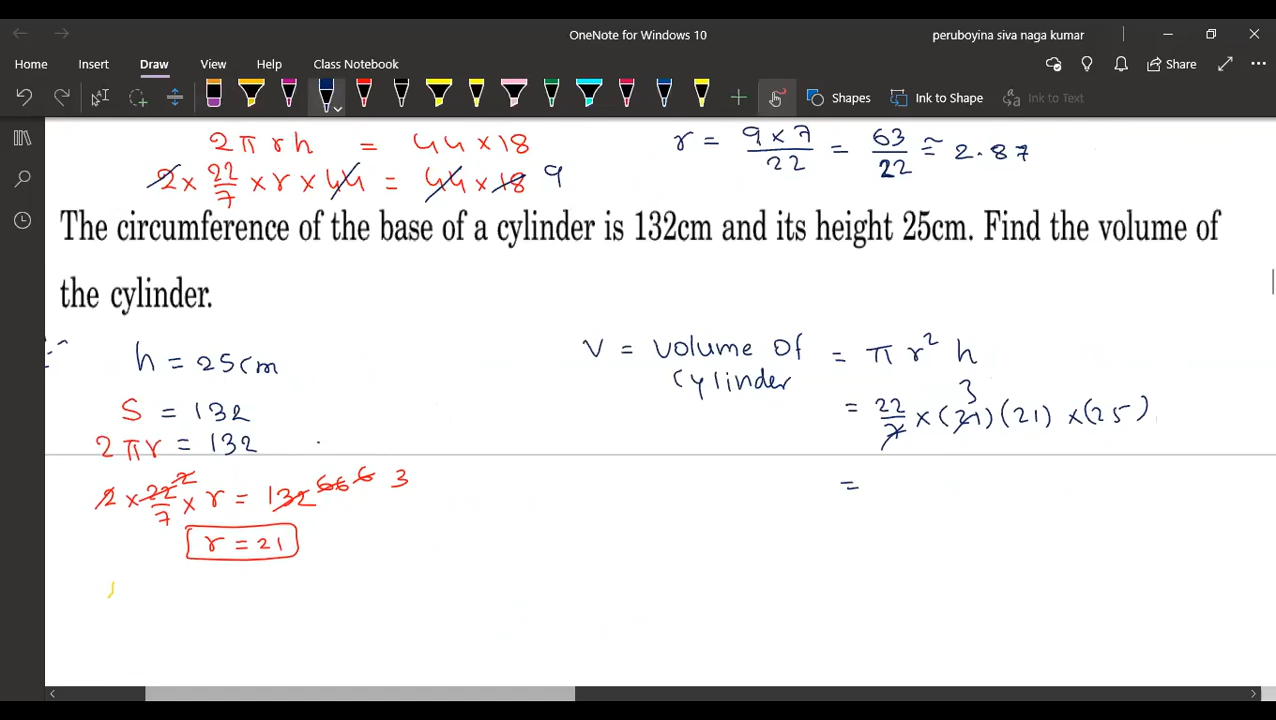 OneNote for Windows 10
peruboyina siva naga kumar
Home Insert Draw View Help Class Notebook Share
Shapes Ink to Shape Ink to Text
2πrh = 44×18
r = 9×7/22 = 63/22 ≅ 2.87
2 × 22/7 × r × 44 = 44 × 18 9
The circumference of the base of a cylinder is 132cm and its height 25cm. Find the volume of
the cylinder.
h = 25cm
S = 132
2πr = 132
2 × 22/7 2 × r = 132 66 6 3
r = 21
V = volume of cylinder = πr² h
= 22/7 × (21) 3 (21) × (25)
=